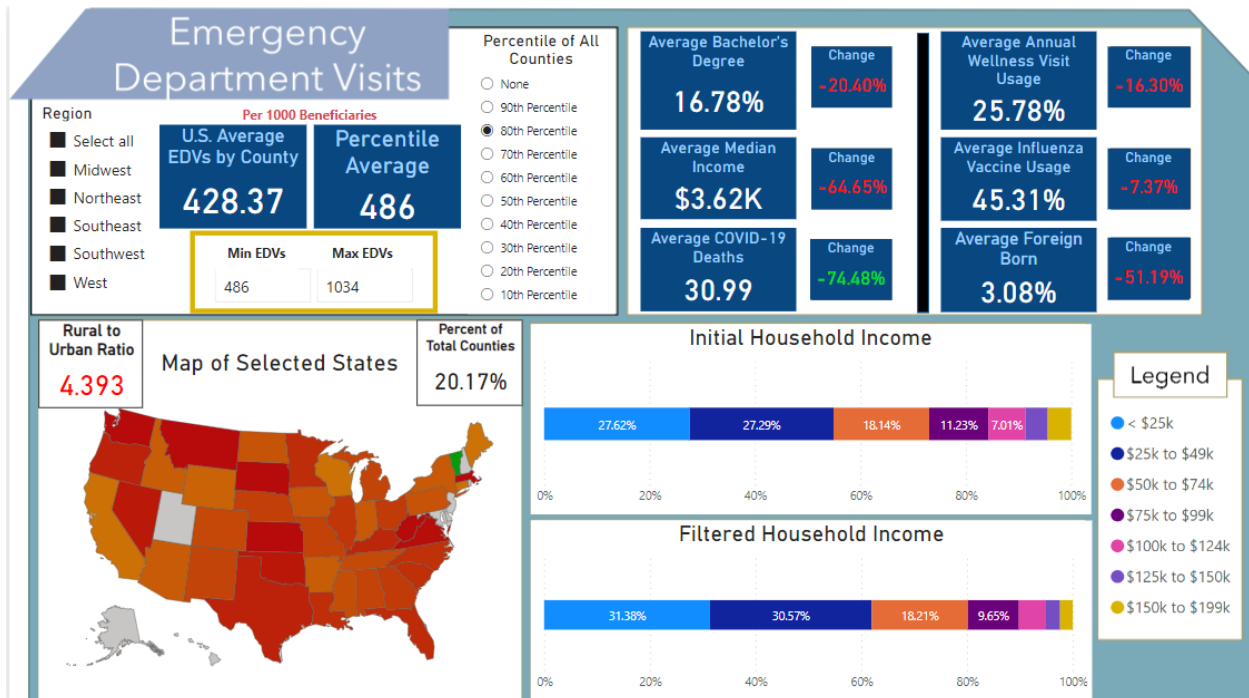 Emergency
Department Visits
Region
Select all
Midwest
Northeast
Southeast
Southwest
West
Per 1000 Beneficiaries
U.S. Average
EDVs by County
428.37
Percentile
Average
486
Min EDVs
486
Max EDVs
1034
Percentile of All
Counties
None
90th Percentile
80th Percentile
70th Percentile
60th Percentile
50th Percentile
40th Percentile
30th Percentile
20th Percentile
10th Percentile
Average Bachelor's
Degree
16.78%
Change
-20.40%
Average Median
Income
$3.62K
Change
-64.65%
Average COVID-19
Deaths
30.99
Change
-74.48%
Average Annual
Wellness Visit
Usage
25.78%
Change
-16.30%
Average Influenza
Vaccine Usage
45.31%
Change
-7.37%
Average Foreign
Born
3.08%
Change
-51.19%
Rural to
Urban Ratio
4.393
Map of Selected States
Percent of
Total Counties
20.17%
Initial Household Income
27.62% 27.29% 18.14% 11.23% 7.01%
0% 20% 40% 60% 80% 100%
Filtered Household Income
31.38% 30.57% 18.21% 9.65%
0% 20% 40% 60% 80% 100%
Legend
< $25k
$25k to $49k
$50k to $74k
$75k to $99k
$100k to $124k
$125k to $150k
$150k to $199k